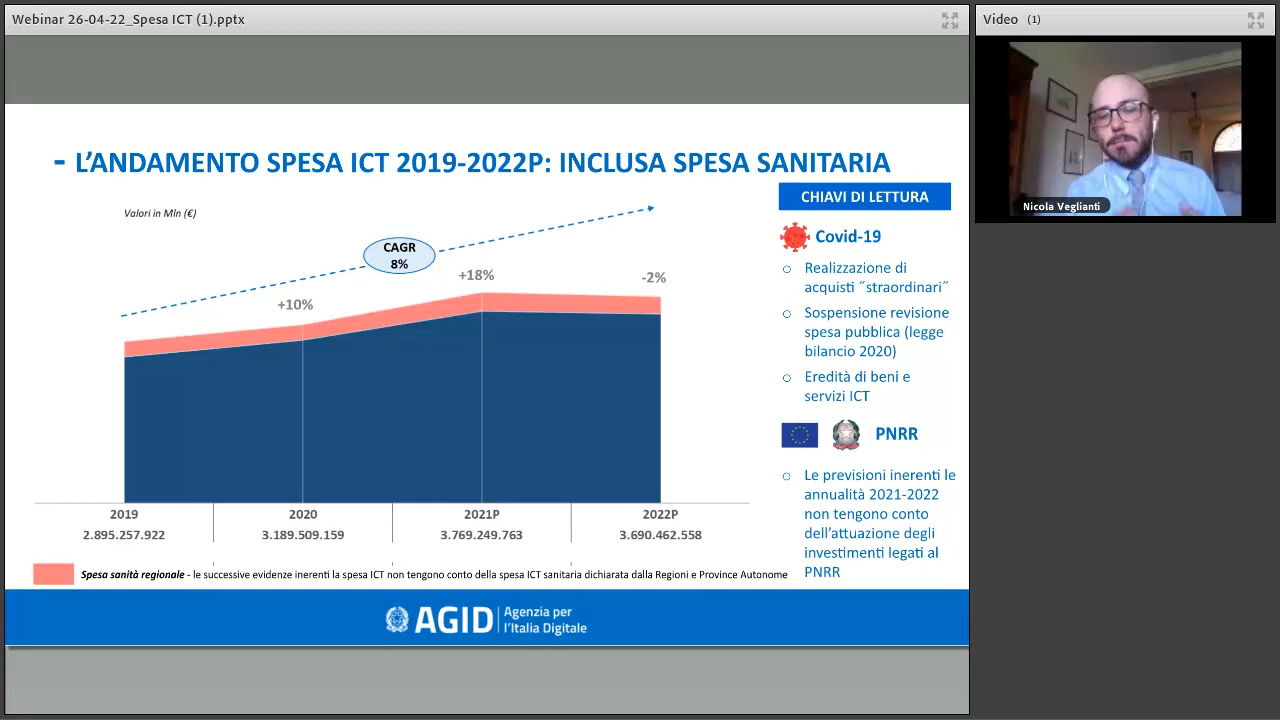 Webinar 26-04-22_Spesa ICT (1).pptx
Video (1)
Nicola Veglianti
- L’ANDAMENTO SPESA ICT 2019-2022P: INCLUSA SPESA SANITARIA
Valori in Mln (€)
CAGR
8%
+10%
+18%
-2%
2019 2020 2021P 2022P
2.895.257.922 3.189.509.159 3.769.249.763 3.690.462.558
Spesa sanità regionale - le successive evidenze inerenti la spesa ICT non tengono conto della spesa ICT sanitaria dichiarata dalla Regioni e Province Autonome
CHIAVI DI LETTURA
Covid-19
o Realizzazione di
acquisti ˝straordinari˝
o Sospensione revisione
spesa pubblica (legge
bilancio 2020)
o Eredità di beni e
servizi ICT
PNRR
o Le previsioni inerenti le
annualità 2021-2022
non tengono conto
dell’attuazione degli
investimenti legati al
PNRR
AGID
Agenzia per
l’Italia Digitale